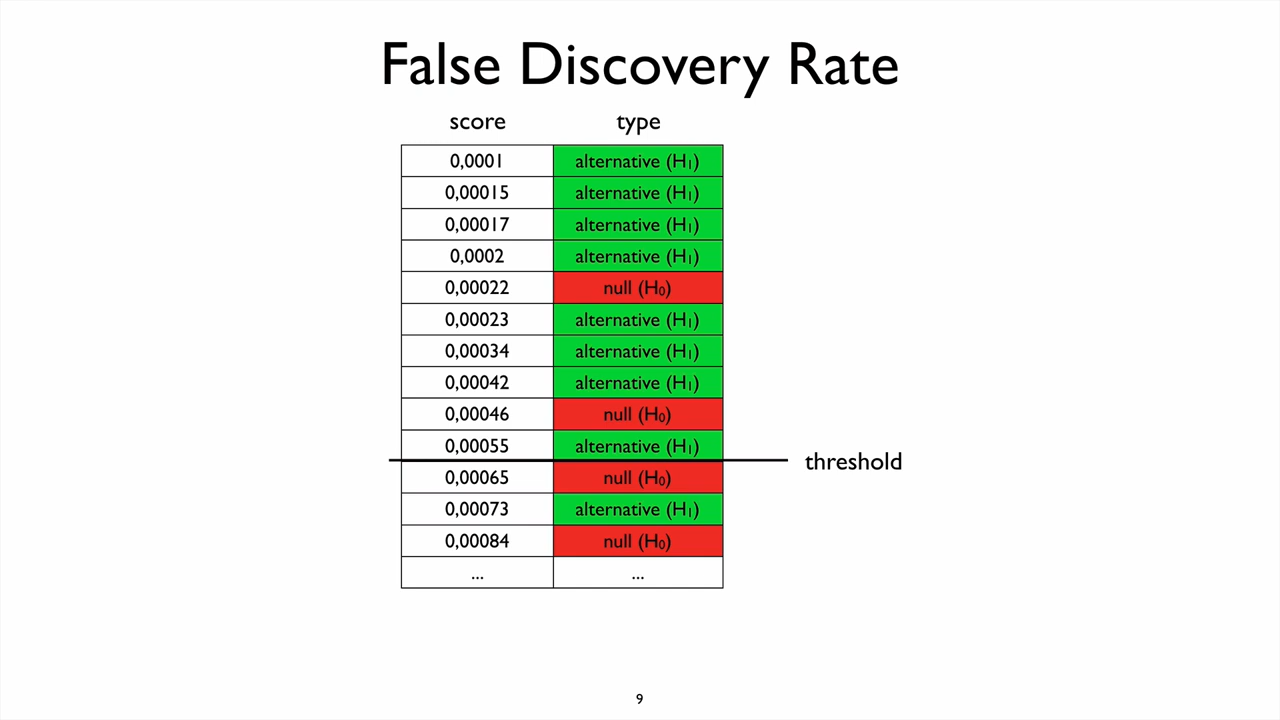 False Discovery Rate
score type
0,0001 alternative (H₁)
0,00015 alternative (H₁)
0,00017 alternative (H₁)
0,0002 alternative (H₁)
0,00022 null (H₀)
0,00023 alternative (H₁)
0,00034 alternative (H₁)
0,00042 alternative (H₁)
0,00046 null (H₀)
0,00055 alternative (H₁)
threshold
0,00065 null (H₀)
0,00073 alternative (H₁)
0,00084 null (H₀)
... ...
9